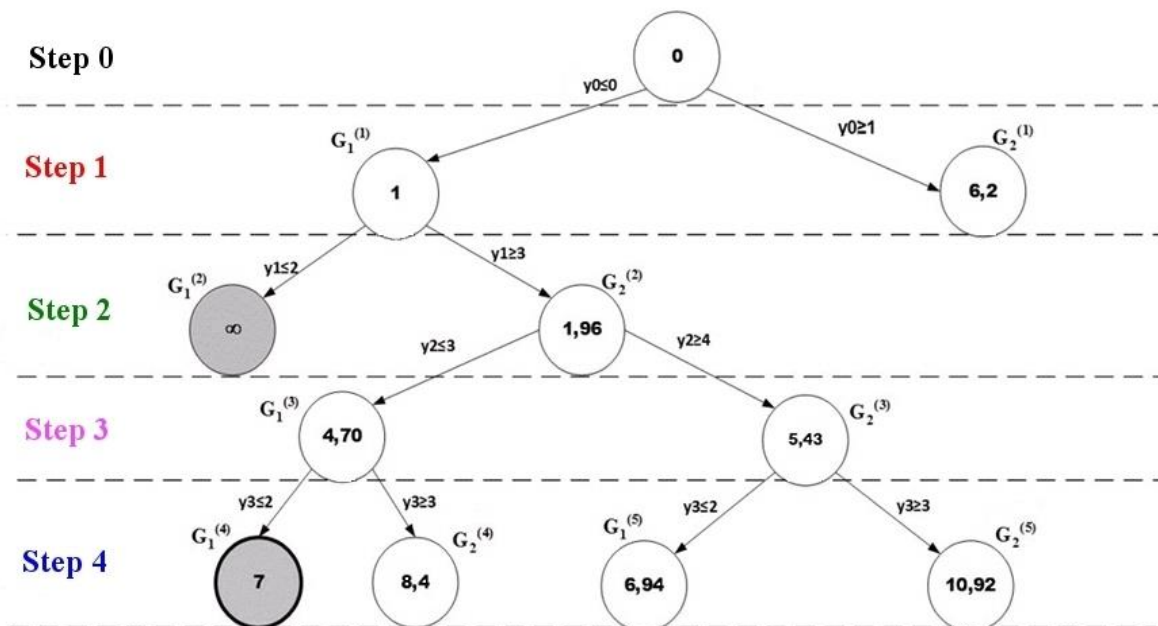 Step 0
0
y0≤0
y0≥1
Step 1
G₁⁽¹⁾
1
G₂⁽¹⁾
6,2
Step 2
y1≤2
y1≥3
G₁⁽²⁾
∞
G₂⁽²⁾
1,96
y2≤3
y2≥4
Step 3
G₁⁽³⁾
4,70
G₂⁽³⁾
5,43
Step 4
y3≤2
y3≥3
y3≤2
y3≥3
G₁⁽⁴⁾
7
G₂⁽⁴⁾
8,4
G₁⁽⁵⁾
6,94
G₂⁽⁵⁾
10,92